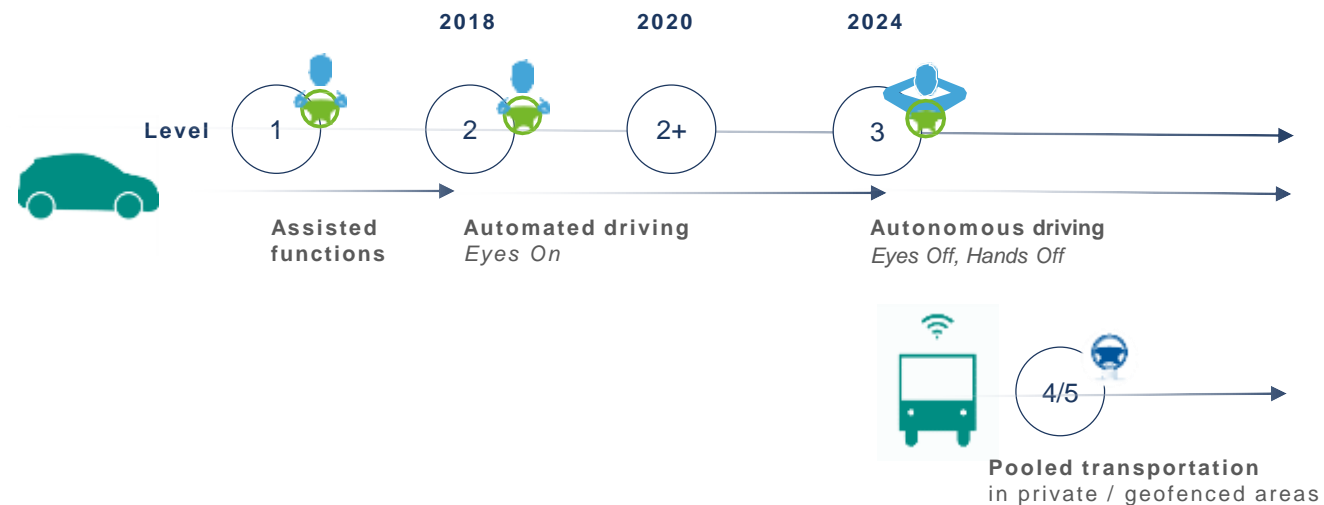 2018 2020 2024
Level 1 2 2+ 3
Assisted
functions
Automated driving
Eyes On
Autonomous driving
Eyes Off, Hands Off
4/5
Pooled transportation
in private / geofenced areas